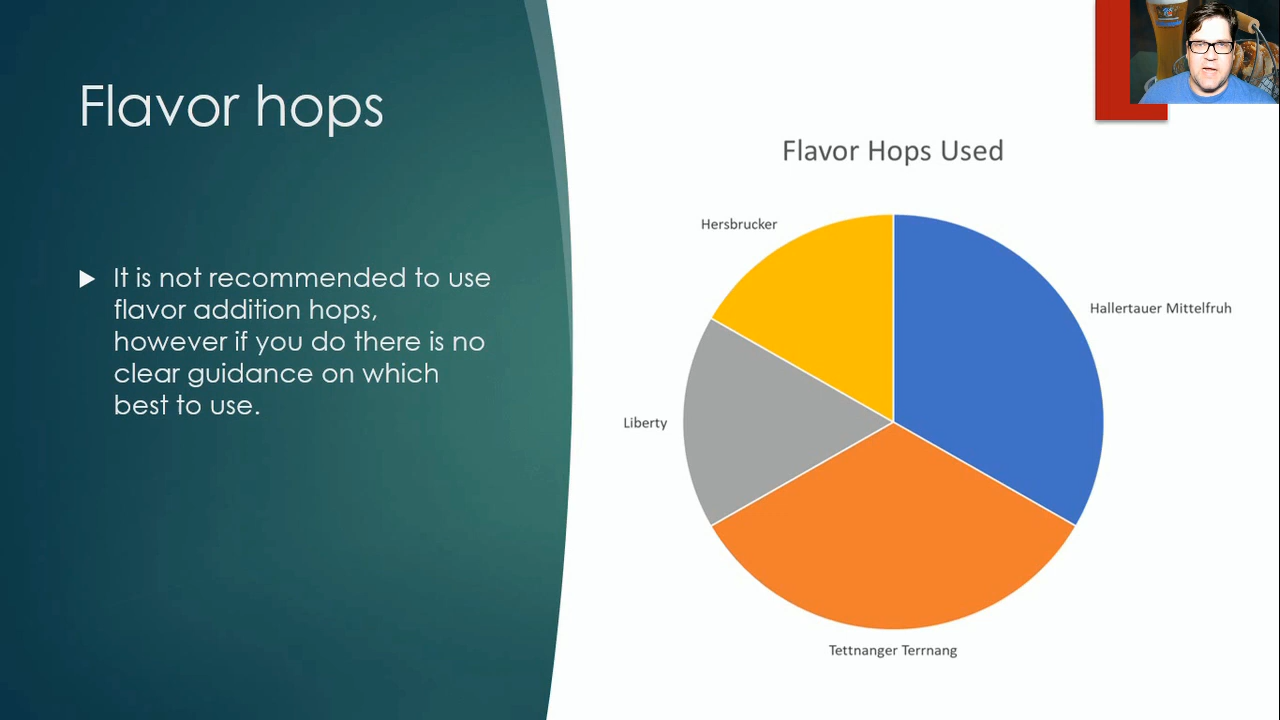 Flavor hops
It is not recommended to use
flavor addition hops,
however if you do there is no
clear guidance on which
best to use.
Flavor Hops Used
Hersbrucker
Hallertauer Mittelfruh
Liberty
Tettnanger Terrnang